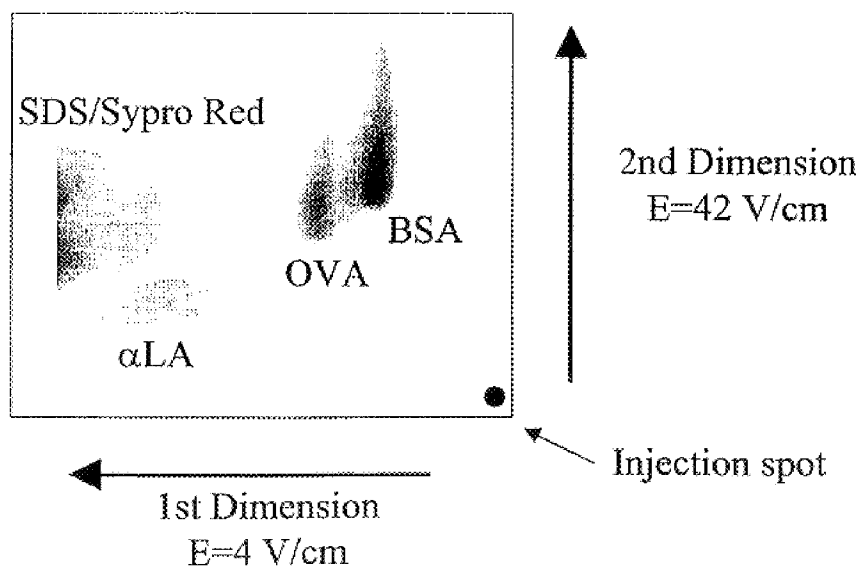 SDS/Sypro Red
BSA
OVA
αLA
2nd Dimension
E=42 V/cm
Injection spot
1st Dimension
E=4 V/cm